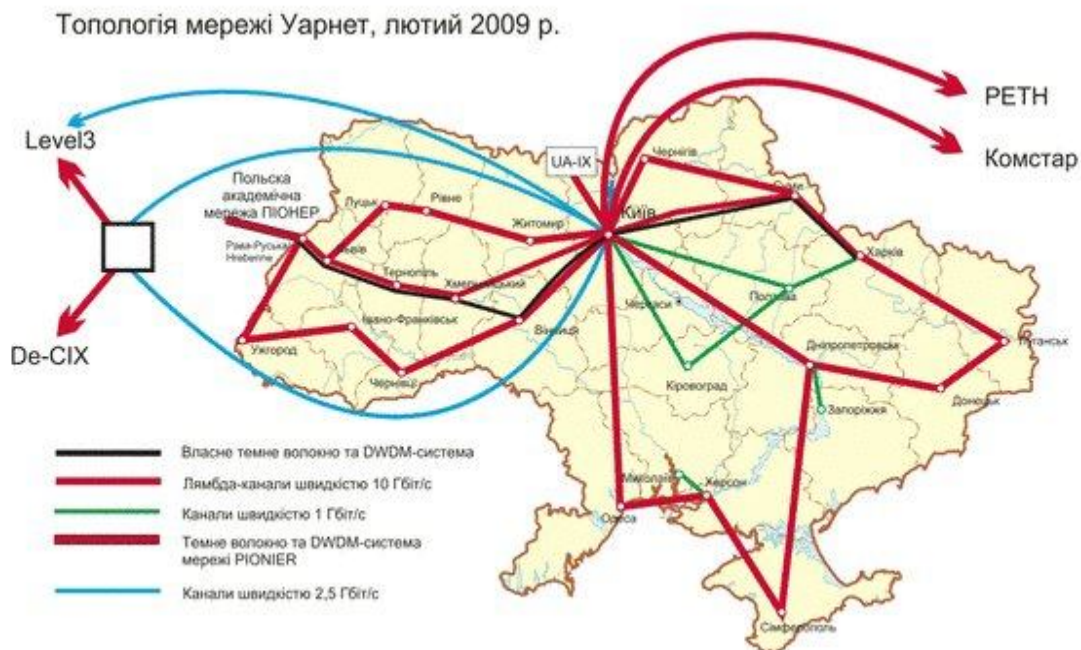 Топологія мережі Уарнет, лютий 2009 р.
РЕТН
Level3
Комстар
UA-IX
Чернігів
Польска
академічна
мережа ПІОНЕР
Луцьк
Рівне
Київ
Житомир
Рава-Руська
Hrebenne
Львів
Харків
Тернопіль
Хмельницький
Полтава
Черкаси
Івано-Франківськ
Вінниця
Луганськ
De-CIX
Ужгород
Дніпропетровськ
Чернівці
Кіровоград
Донецьк
Запоріжжя
Власне темне волокно та DWDM-система
Миколаїв
Лямбда-канали швидкістю 10 Гбіт/с
Херсон
Одеса
Канали швидкістю 1 Гбіт/с
Темне волокно та DWDM-система
мережі PIONIER
Канали швидкістю 2,5 Гбіт/с
Сімферополь